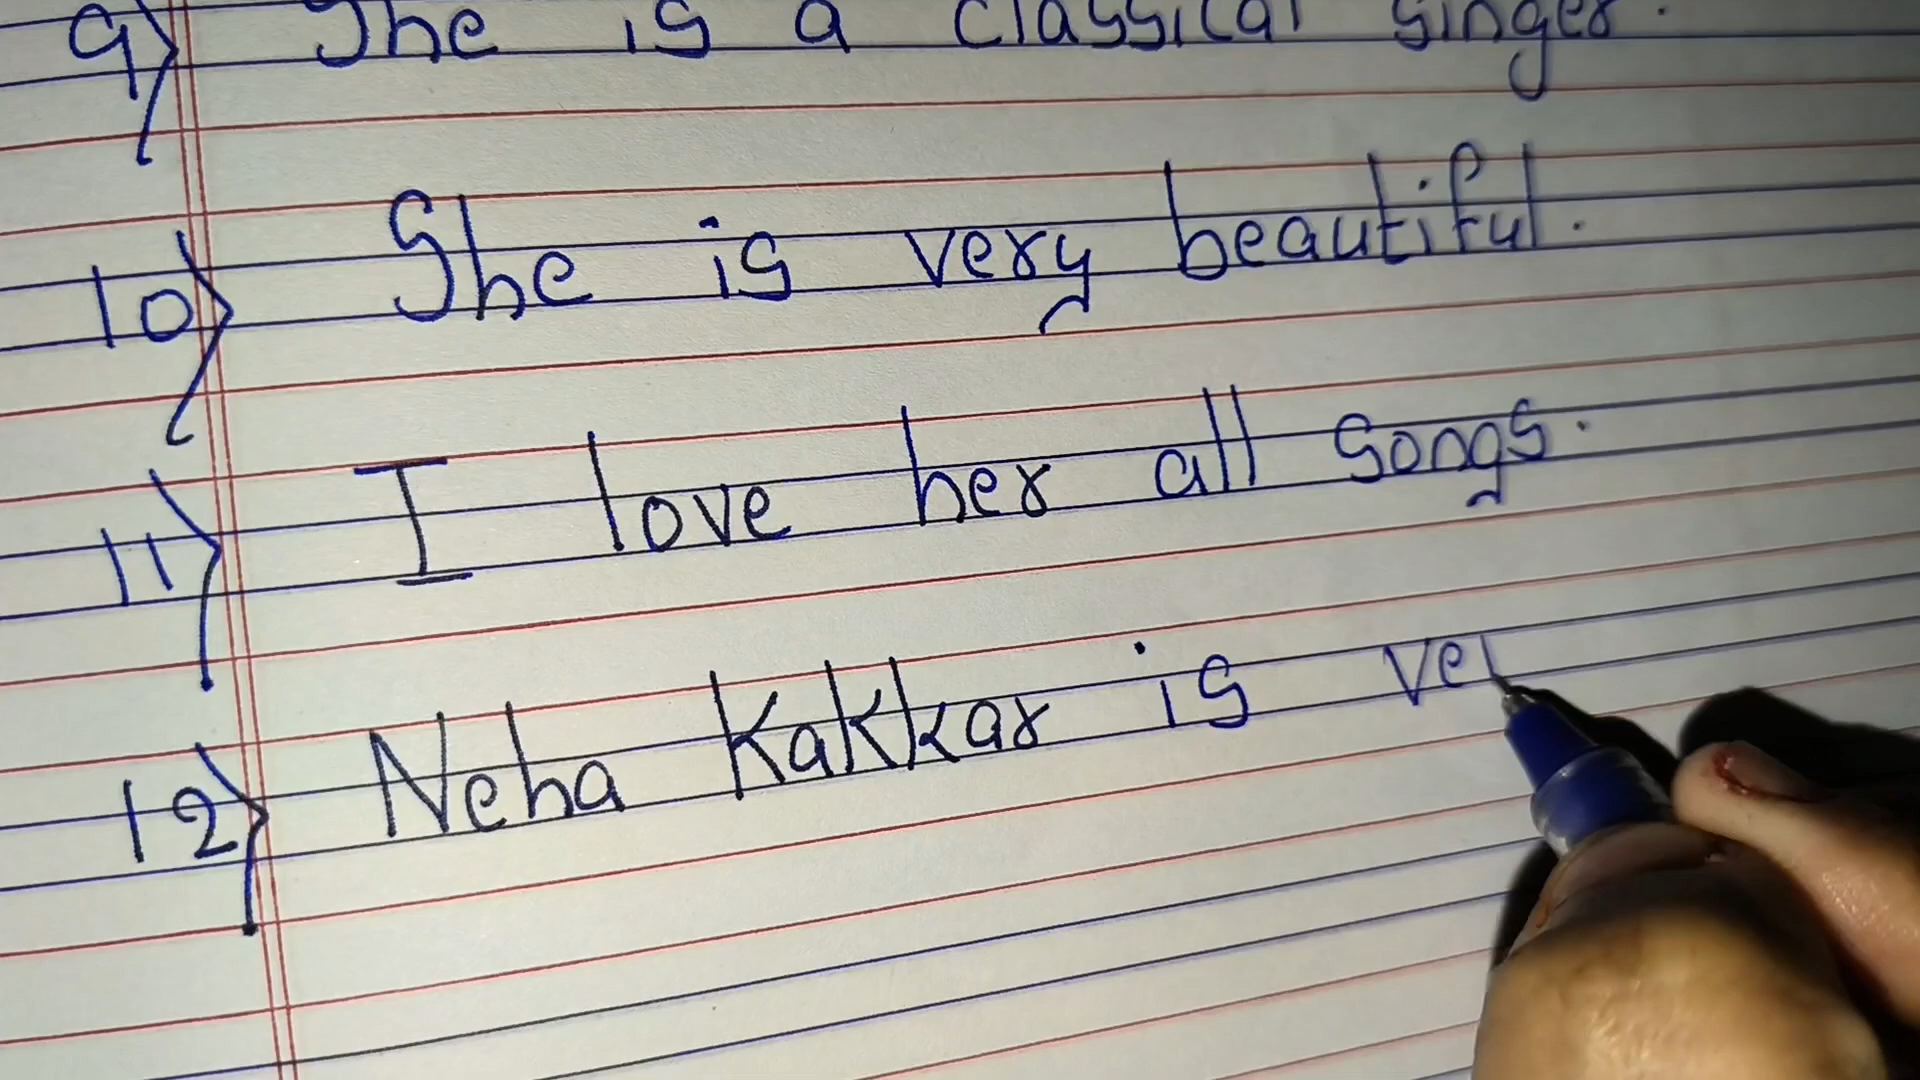 9) She is a classical singer.
10) She is very beautiful.
11) I love her all songs.
12) Neha Kakkar is ve